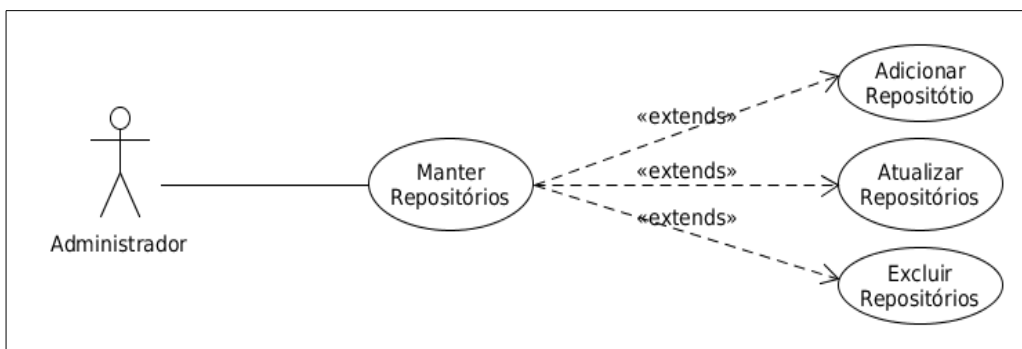 Adicionar
Repositótio
«extends»
Manter
Repositórios
«extends»
Atualizar
Repositórios
«extends»
Administrador
Excluir
Repositórios